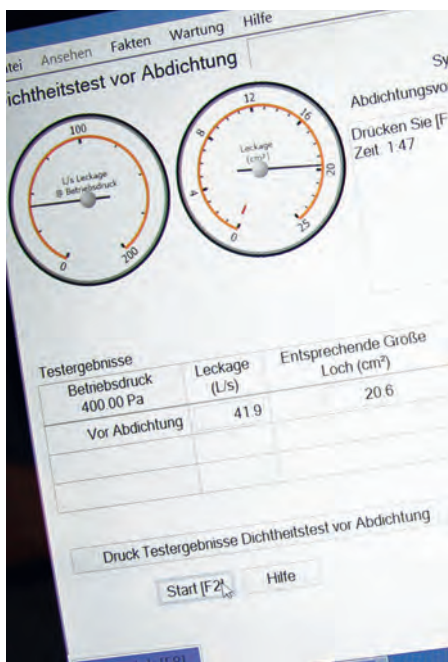 tei Ansehen Fakten Wartung Hilfe
ichtheitstest vor Abdichtung
Sy
Abdichtungsvo
Drücken Sie [F
Zeit: 1:47
100
L/s Leckage
@ Betriebsdruck
0
200
12
8
16
Leckage
(cm²)
4
20
0
25
Testergebnisse
Betriebsdruck
400.00 Pa
Leckage
(L/s)
Entsprechende Große
Loch (cm²)
Vor Abdichtung
41.9
20.6
Druck Testergebnisse Dichtheitstest vor Abdichtung
Start [F2]
Hilfe